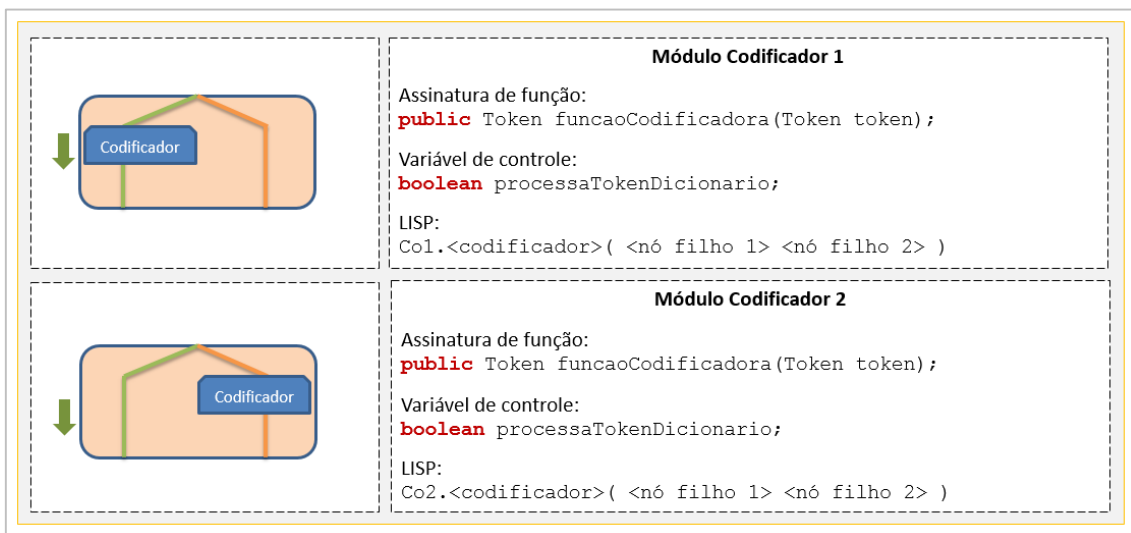 Codificador
Módulo Codificador 1
Assinatura de função:
public Token funcaoCodificadora(Token token);
Variável de controle:
boolean processaTokenDicionario;
LISP:
Co1.<codificador>( <nó filho 1> <nó filho 2> )
Codificador
Módulo Codificador 2
Assinatura de função:
public Token funcaoCodificadora(Token token);
Variável de controle:
boolean processaTokenDicionario;
LISP:
Co2.<codificador>( <nó filho 1> <nó filho 2> )